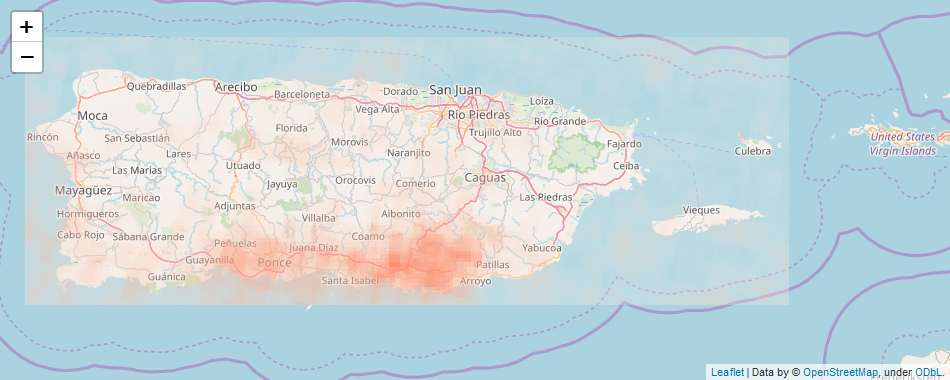 +
−
Quebradillas
Arecibo
Barceloneta
Dorado
San Juan
Moca
Vega Alta
Río Piedras
Loíza
Río Grande
Rincón
San Sebastián
Florida
Morovis
Trujillo Alto
Fajardo
United States
Virgin Islands
Añasco
Lares
Naranjito
Culebra
Las Marías
Utuado
Ceiba
Mayagüez
Maricao
Jayuya
Orocovis
Comerio
Caguas
Las Piedras
Hormigueros
Adjuntas
Villalba
Aibonito
Vieques
Cabo Rojo
Sábana Grande
Peñuelas
Juana Díaz
Coamo
Yabucoa
Guayanilla
Ponce
Patillas
Guánica
Santa Isabel
Arroyo
Leaflet | Data by © OpenStreetMap, under ODbL.